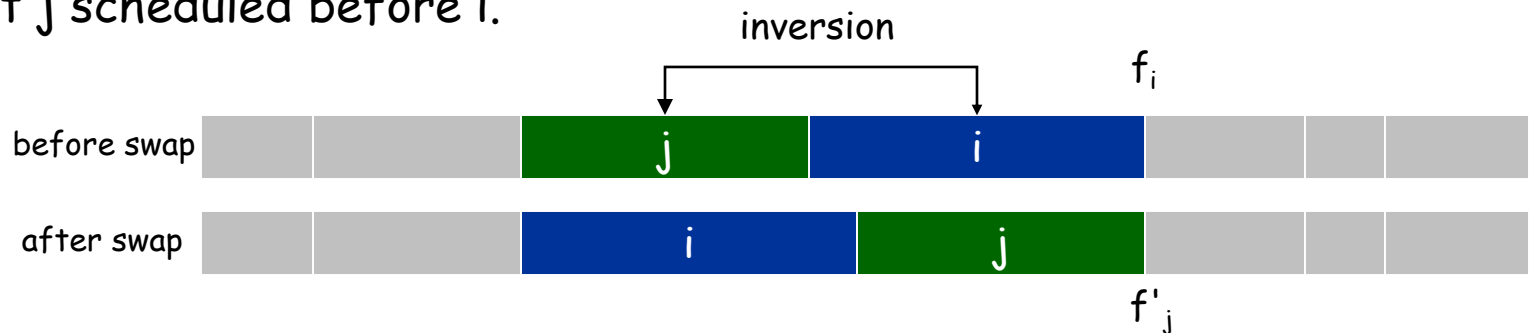 j scheduled before i.
inversion
fᵢ
before swap
j i
after swap
i j
f'ⱼ